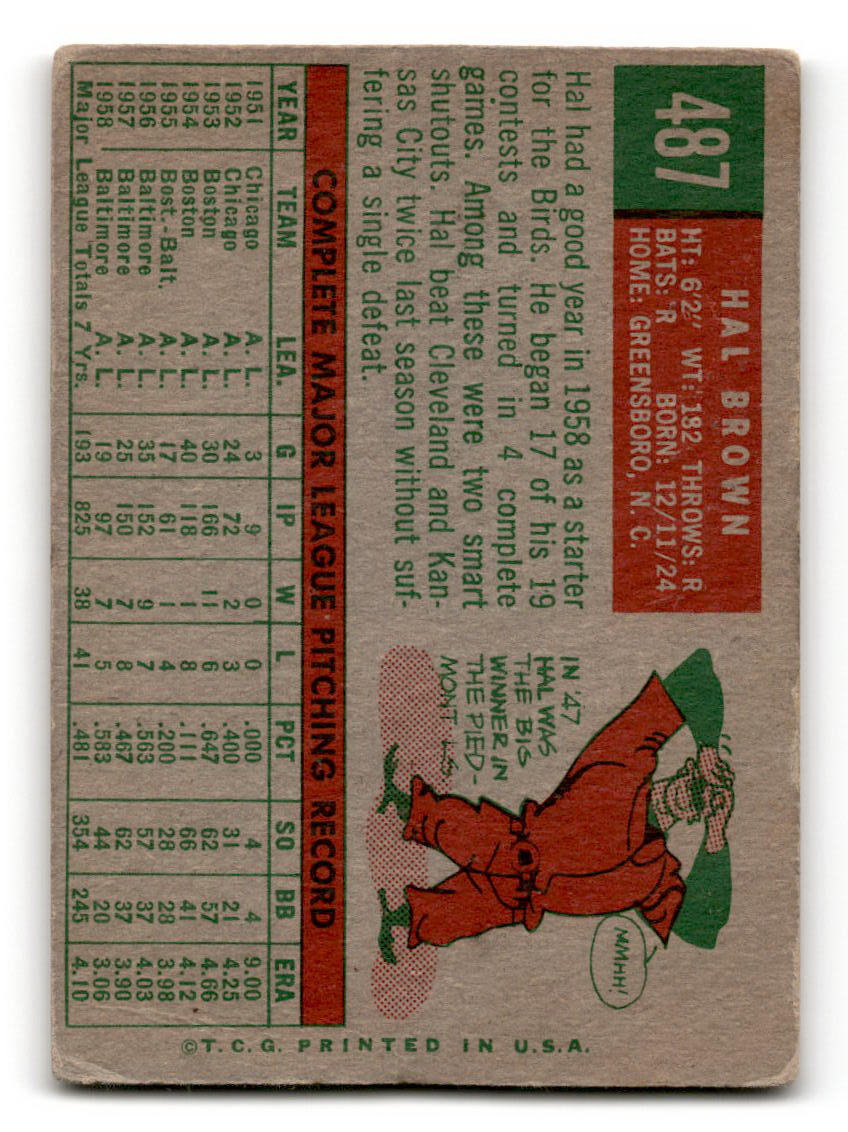 487
HAL BROWN
HT: 6'2" WT: 182 THROWS: R
BATS: R BORN: 12/11/24
HOME: GREENSBORO, N. C.
Hal had a good year in 1958 as a starter
for the Birds. He began 17 of his 19
contests and turned in 4 complete
games. Among these were two smart
shutouts. Hal beat Cleveland and Kan-
sas City twice last season without suf-
fering a single defeat.
IN '47
HAL WAS
THE BIG
WINNER IN
THE PIED-
MONT LS
MMHH!
COMPLETE MAJOR LEAGUE PITCHING RECORD
YEAR TEAM LEA. G IP W L PCT SO BB ERA
1951 Chicago A. L. 3 9 0 0 .000 4 4 9.00
1952 Chicago A. L. 24 72 2 3 .400 31 21 4.25
1953 Boston A. L. 30 166 11 6 .647 62 57 4.66
1954 Boston A. L. 40 118 1 8 .111 66 41 4.12
1955 Bost.-Balt. A. L. 17 61 1 4 .200 28 28 3.98
1956 Baltimore A. L. 35 152 9 7 .563 57 37 4.03
1957 Baltimore A. L. 25 150 7 8 .467 62 37 3.90
1958 Baltimore A. L. 19 97 7 5 .583 44 20 3.06
Major League Totals 7 Yrs. 193 825 38 41 .481 354 245 4.10
©T.C.G. PRINTED IN U.S.A.